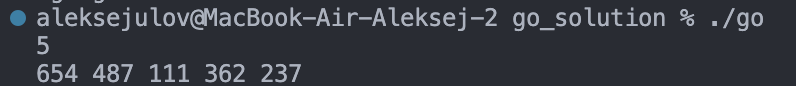 aleksejulov@MacBook-Air-Aleksej-2 go_solution % ./go
5
654 487 111 362 237